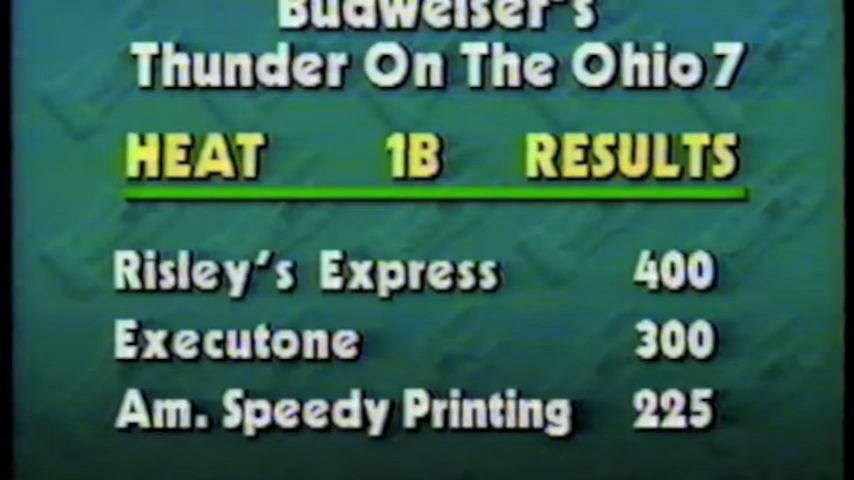 Budweiser's
Thunder On The Ohio 7
HEAT 1B RESULTS
Risley's Express 400
Executone 300
Am. Speedy Printing 225